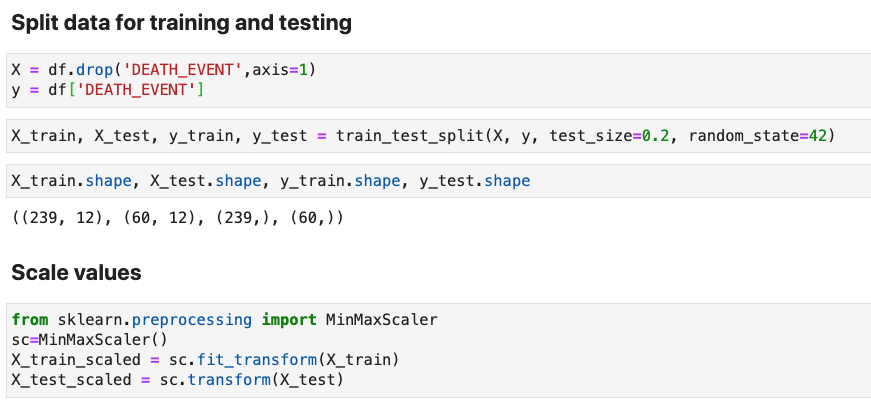 Split data for training and testing
X = df.drop('DEATH_EVENT',axis=1)
y = df['DEATH_EVENT']
X_train, X_test, y_train, y_test = train_test_split(X, y, test_size=0.2, random_state=42)
X_train.shape, X_test.shape, y_train.shape, y_test.shape
((239, 12), (60, 12), (239,), (60,))
Scale values
from sklearn.preprocessing import MinMaxScaler
sc=MinMaxScaler()
X_train_scaled = sc.fit_transform(X_train)
X_test_scaled = sc.transform(X_test)